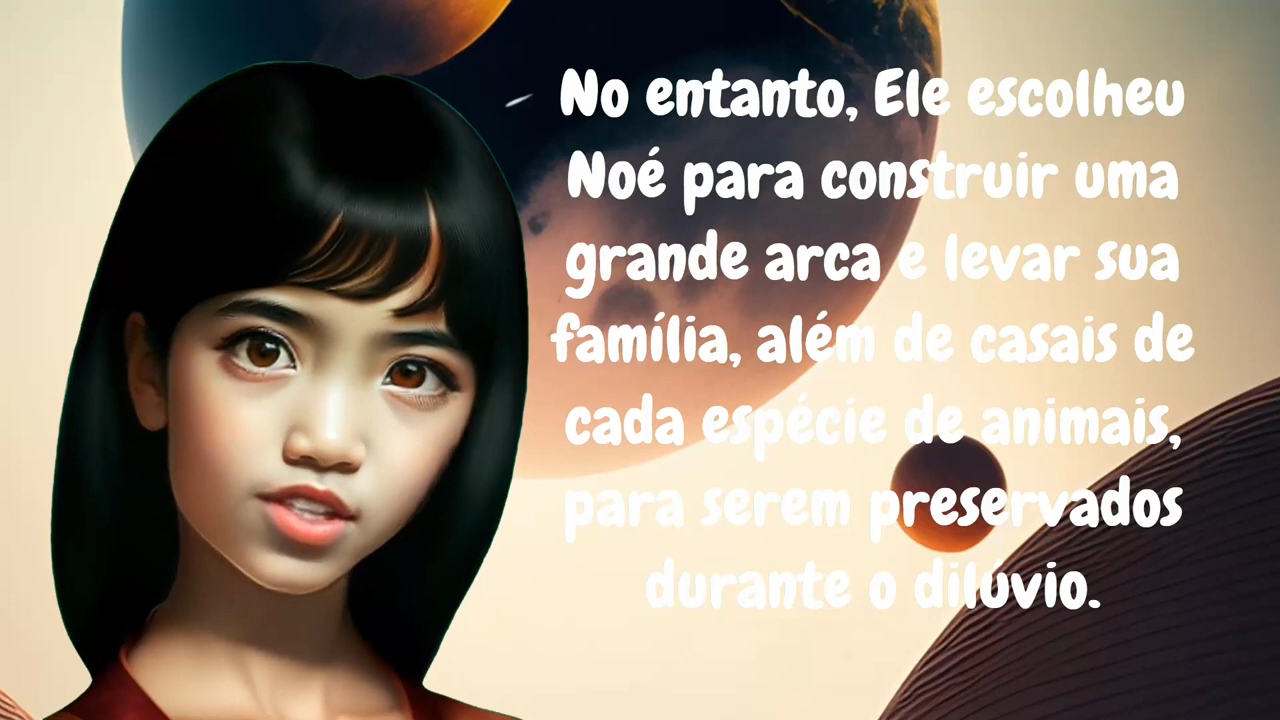 No entanto, Ele escolheu
Noé para construir uma
grande arca e levar sua
família, além de casais de
cada espécie de animais,
para serem preservados
durante o dilúvio.